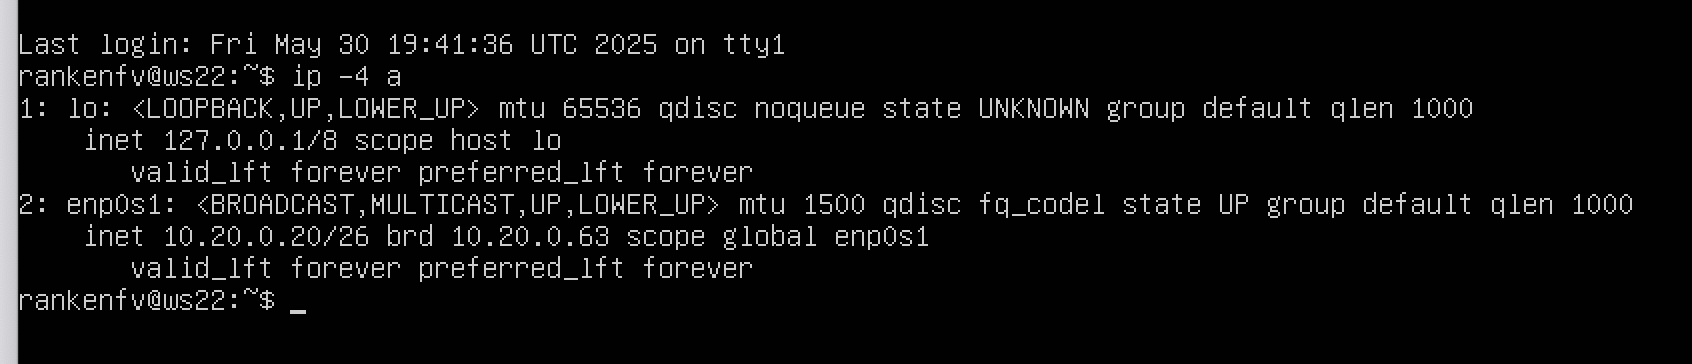 Last login: Fri May 30 19:41:36 UTC 2025 on tty1
rankenfv@ws22:~$ ip -4 a
1: lo: <LOOPBACK,UP,LOWER_UP> mtu 65536 qdisc noqueue state UNKNOWN group default qlen 1000
    inet 127.0.0.1/8 scope host lo
       valid_lft forever preferred_lft forever
2: enp0s1: <BROADCAST,MULTICAST,UP,LOWER_UP> mtu 1500 qdisc fq_codel state UP group default qlen 1000
    inet 10.20.0.20/26 brd 10.20.0.63 scope global enp0s1
       valid_lft forever preferred_lft forever
rankenfv@ws22:~$ _